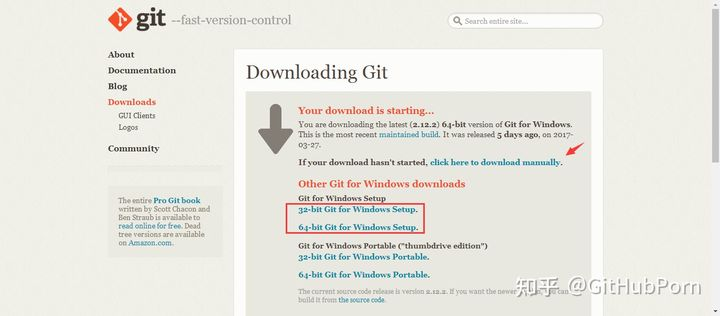 git --fast-version-control
Search entire site...
About
Documentation
Blog
Downloads
GUI Clients
Logos
Community
The entire Pro Git book
written by Scott Chacon and
Ben Straub is available to
read online for free. Dead
tree versions are available
on Amazon.com.
Downloading Git
Your download is starting...
You are downloading the latest (2.12.2) 64-bit version of Git for Windows.
This is the most recent maintained build. It was released 5 days ago, on 2017-
03-27.
If your download hasn't started, click here to download manually.
Other Git for Windows downloads
Git for Windows Setup
32-bit Git for Windows Setup.
64-bit Git for Windows Setup.
Git for Windows Portable ("thumbdrive edition")
32-bit Git for Windows Portable.
64-bit Git for Windows Portable.
The current source code release is version 2.12.2. If you want the newer
build it from the source code.
知乎 @GitHubPorn